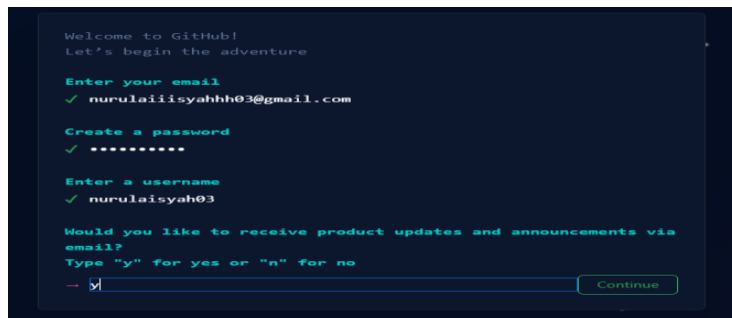 Welcome to GitHub!
Let's begin the adventure
Enter your email
✓ nurulaiiisyahhh03@gmail.com
Create a password
✓ ••••••••••
Enter a username
✓ nurulaisyah03
Would you like to receive product updates and announcements via
email?
Type "y" for yes or "n" for no
→ y
Continue